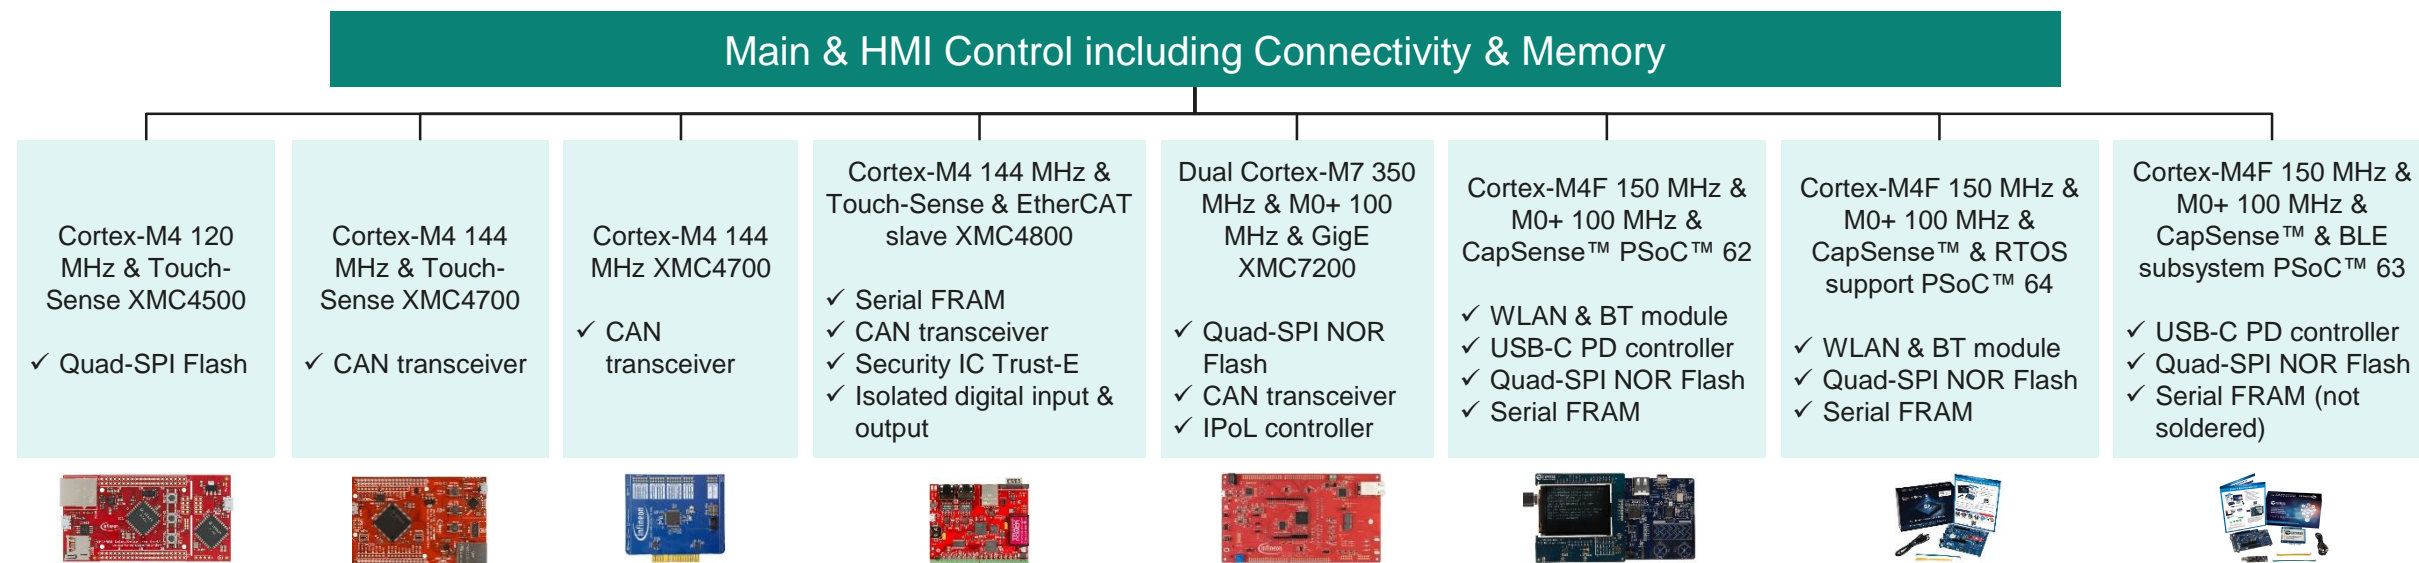 Main & HMI Control including Connectivity & Memory
Cortex-M4 120
MHz & Touch-
Sense XMC4500
✓ Quad-SPI Flash
Cortex-M4 144
MHz & Touch-
Sense XMC4700
✓ CAN transceiver
Cortex-M4 144
MHz XMC4700
✓ CAN
transceiver
Cortex-M4 144 MHz &
Touch-Sense & EtherCAT
slave XMC4800
✓ Serial FRAM
✓ CAN transceiver
✓ Security IC Trust-E
✓ Isolated digital input &
output
Dual Cortex-M7 350
MHz & M0+ 100
MHz & GigE
XMC7200
✓ Quad-SPI NOR
Flash
✓ CAN transceiver
✓ IPoL controller
Cortex-M4F 150 MHz &
M0+ 100 MHz &
CapSense™ PSoC™ 62
✓ WLAN & BT module
✓ USB-C PD controller
✓ Quad-SPI NOR Flash
✓ Serial FRAM
Cortex-M4F 150 MHz &
M0+ 100 MHz &
CapSense™ & RTOS
support PSoC™ 64
✓ WLAN & BT module
✓ Quad-SPI NOR Flash
✓ Serial FRAM
Cortex-M4F 150 MHz &
M0+ 100 MHz &
CapSense™ & BLE
subsystem PSoC™ 63
✓ USB-C PD controller
✓ Quad-SPI NOR Flash
✓ Serial FRAM (not
soldered)
Infineon
Infineon